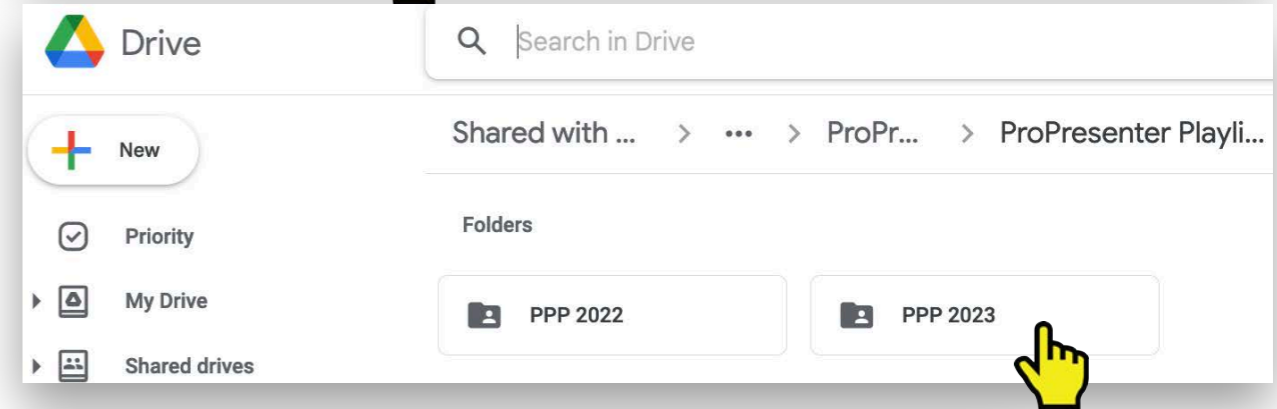 Drive
Search in Drive
New
Shared with ... > ••• > ProPr... > ProPresenter Playli...
Priority
Folders
My Drive
PPP 2022
PPP 2023
Shared drives